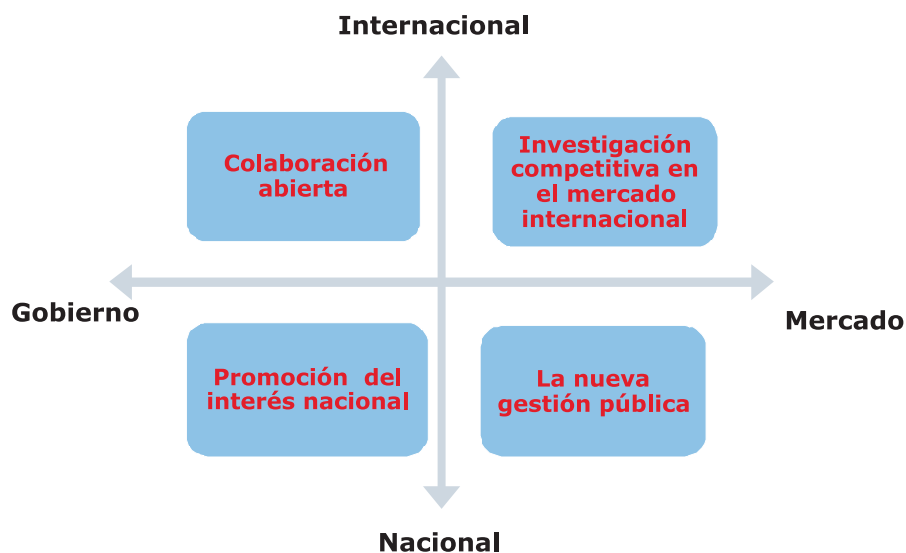 Internacional
Colaboración
abierta
Investigación
competitiva en
el mercado
internacional
Gobierno
Mercado
Promoción del
interés nacional
La nueva
gestión pública
Nacional